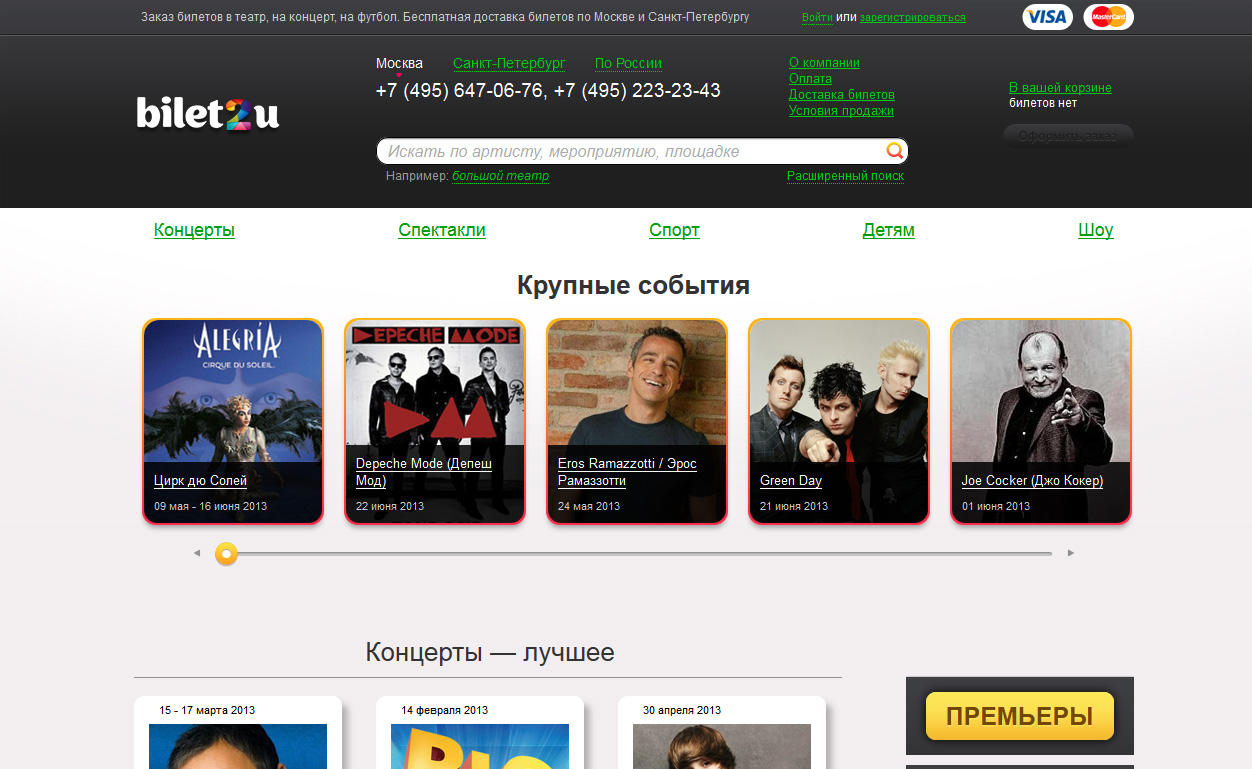 Заказ билетов в театр, на концерт, на футбол. Бесплатная доставка билетов по Москве и Санкт-Петербургу
Войти или зарегистрироваться
VISA
MasterCard
Москва
Санкт-Петербург
По России
+7 (495) 647-06-76, +7 (495) 223-23-43
О компании
Оплата
Доставка билетов
Условия продажи
В вашей корзине
билетов нет
Оформить заказ
bilet2u
Искать по артисту, мероприятию, площадке
Например: большой театр
Расширенный поиск
Концерты
Спектакли
Спорт
Детям
Шоу
Крупные события
ALEGRÍA
CIRQUE DU SOLEIL.
Цирк дю Солей
09 мая - 16 июня 2013
DEPECHE MODE
Depeche Mode (Депеш
Мод)
22 июня 2013
Eros Ramazzotti / Эрос
Рамаззотти
24 мая 2013
Green Day
21 июня 2013
Joe Cocker (Джо Кокер)
01 июня 2013
Концерты — лучшее
15 - 17 марта 2013
14 февраля 2013
30 апреля 2013
ПРЕМЬЕРЫ